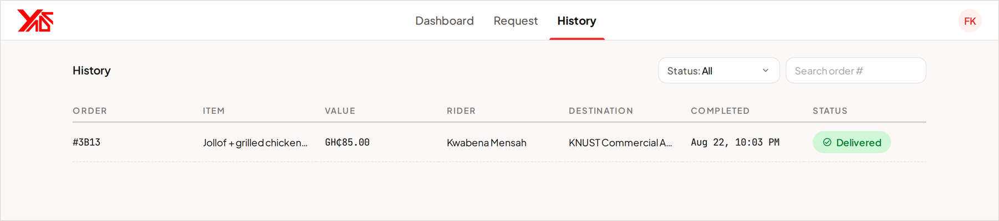 Dashboard Request History FK
History
Status: All
Search order #
ORDER ITEM VALUE RIDER DESTINATION COMPLETED STATUS
#3B13 Jollof + grilled chicken... GH₵85.00 Kwabena Mensah KNUST Commercial A... Aug 22, 10:03 PM Delivered